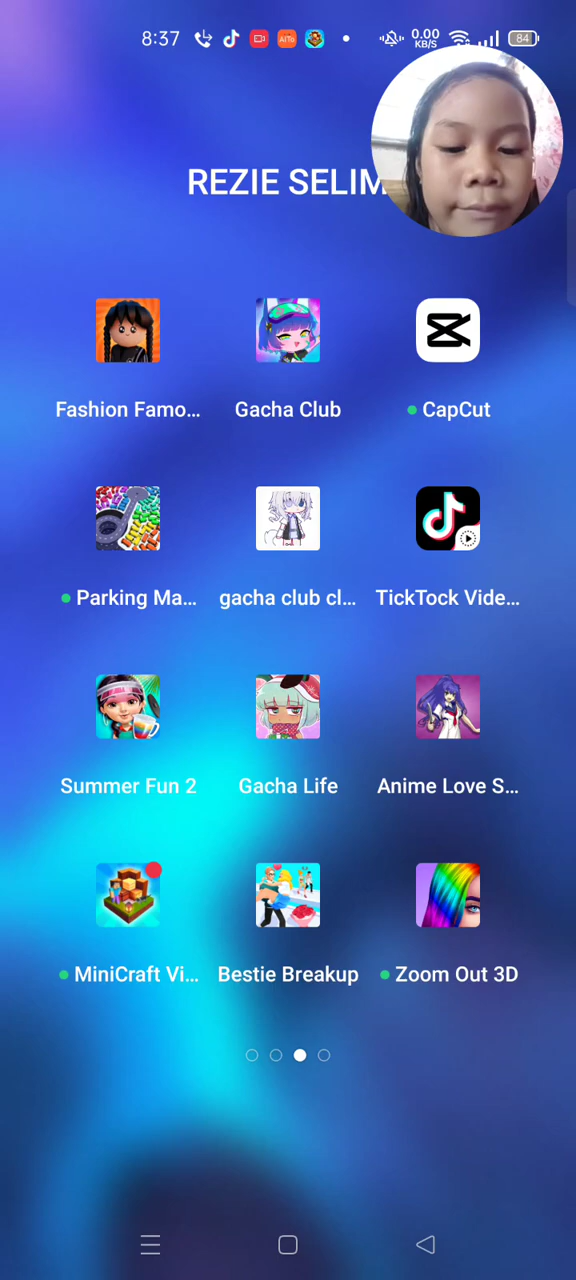 8:37 AiTo 0.00 KB/S 84
REZIE SELIM
Fashion Famo... Gacha Club CapCut
Parking Ma... gacha club cl... TickTock Vide...
Summer Fun 2 Gacha Life Anime Love S...
MiniCraft Vi... Bestie Breakup Zoom Out 3D